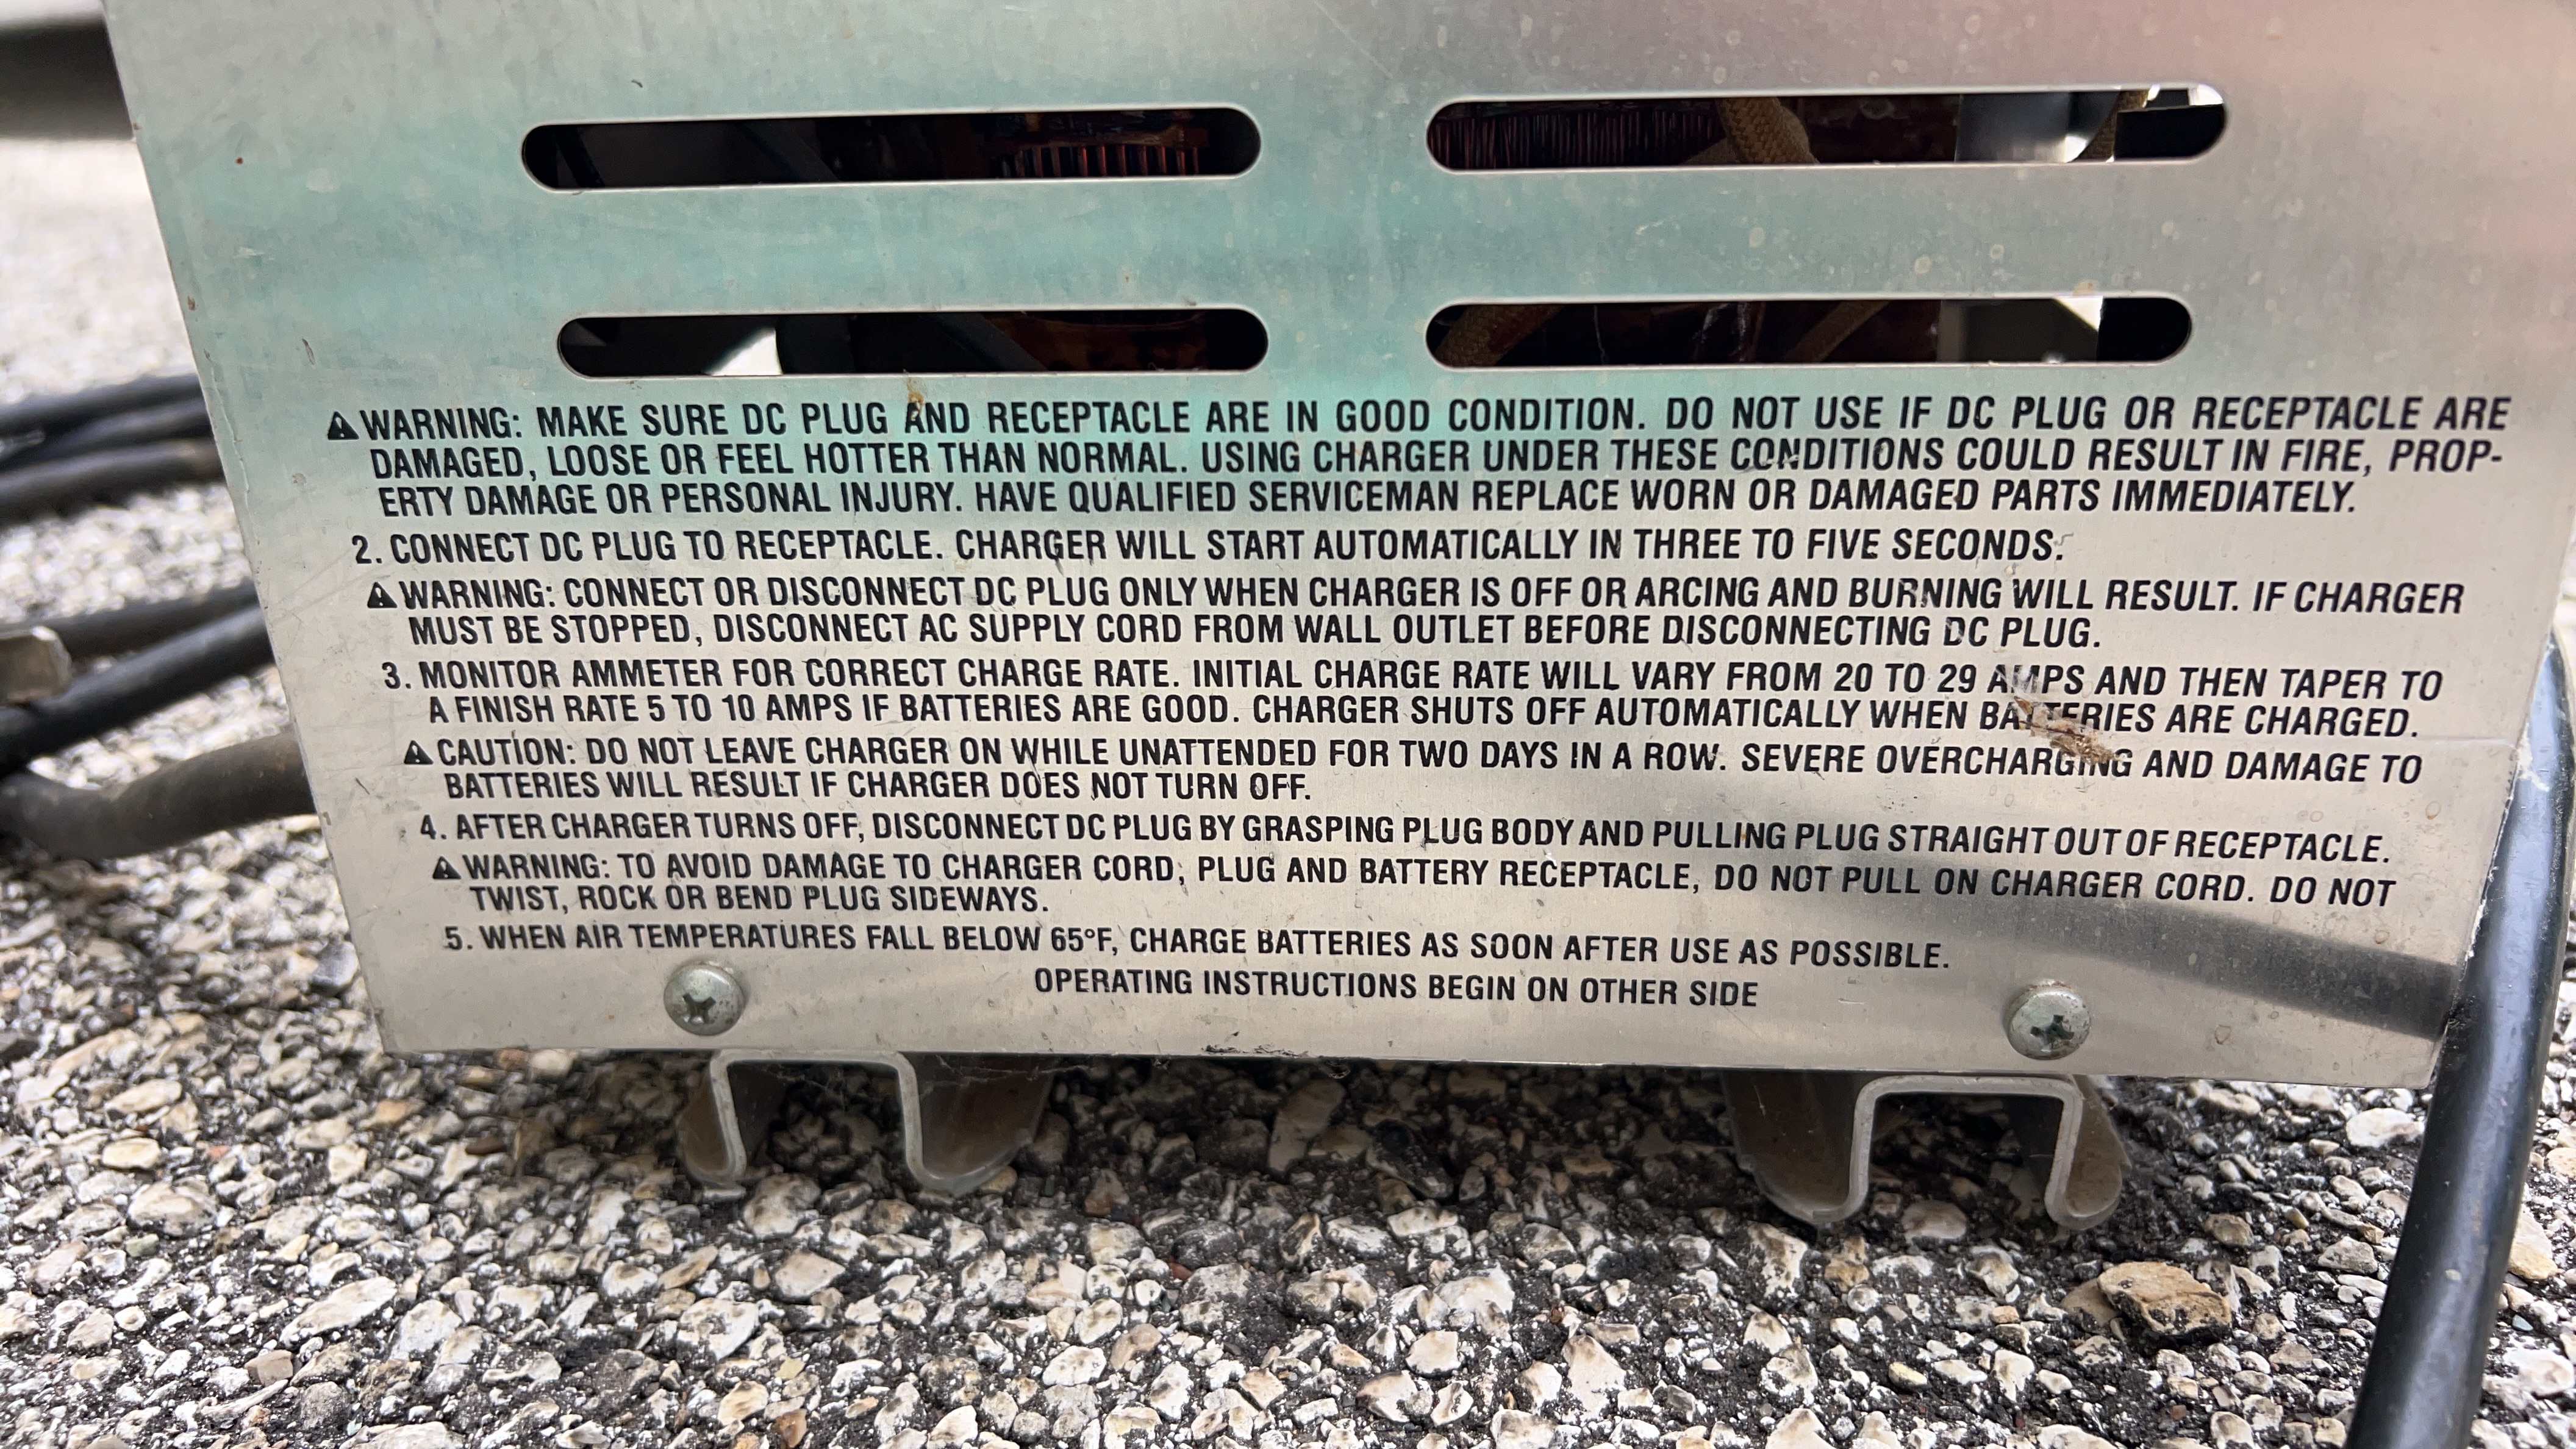 ⚠WARNING: MAKE SURE DC PLUG AND RECEPTACLE ARE IN GOOD CONDITION. DO NOT USE IF DC PLUG OR RECEPTACLE ARE
DAMAGED, LOOSE OR FEEL HOTTER THAN NORMAL. USING CHARGER UNDER THESE CONDITIONS COULD RESULT IN FIRE, PROP-
ERTY DAMAGE OR PERSONAL INJURY. HAVE QUALIFIED SERVICEMAN REPLACE WORN OR DAMAGED PARTS IMMEDIATELY.
2. CONNECT DC PLUG TO RECEPTACLE. CHARGER WILL START AUTOMATICALLY IN THREE TO FIVE SECONDS.
⚠WARNING: CONNECT OR DISCONNECT DC PLUG ONLY WHEN CHARGER IS OFF OR ARCING AND BURNING WILL RESULT. IF CHARGER
MUST BE STOPPED, DISCONNECT AC SUPPLY CORD FROM WALL OUTLET BEFORE DISCONNECTING DC PLUG.
3. MONITOR AMMETER FOR CORRECT CHARGE RATE. INITIAL CHARGE RATE WILL VARY FROM 20 TO 29 AMPS AND THEN TAPER TO
A FINISH RATE 5 TO 10 AMPS IF BATTERIES ARE GOOD. CHARGER SHUTS OFF AUTOMATICALLY WHEN BATTERIES ARE CHARGED.
⚠CAUTION: DO NOT LEAVE CHARGER ON WHILE UNATTENDED FOR TWO DAYS IN A ROW. SEVERE OVERCHARGING AND DAMAGE TO
BATTERIES WILL RESULT IF CHARGER DOES NOT TURN OFF.
4. AFTER CHARGER TURNS OFF, DISCONNECT DC PLUG BY GRASPING PLUG BODY AND PULLING PLUG STRAIGHT OUT OF RECEPTACLE.
⚠WARNING: TO AVOID DAMAGE TO CHARGER CORD, PLUG AND BATTERY RECEPTACLE, DO NOT PULL ON CHARGER CORD. DO NOT
TWIST, ROCK OR BEND PLUG SIDEWAYS.
5. WHEN AIR TEMPERATURES FALL BELOW 65°F, CHARGE BATTERIES AS SOON AFTER USE AS POSSIBLE.
OPERATING INSTRUCTIONS BEGIN ON OTHER SIDE